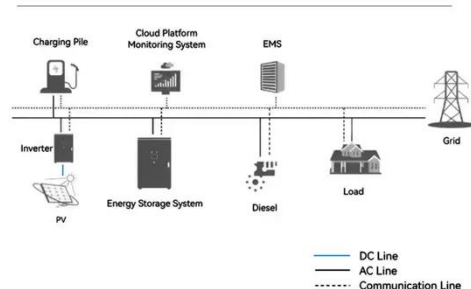 Charging Pile
Cloud Platform
Monitoring System
EMS
Grid
Inverter
PV
Energy Storage System
Diesel
Load
DC Line
AC Line
Communication Line